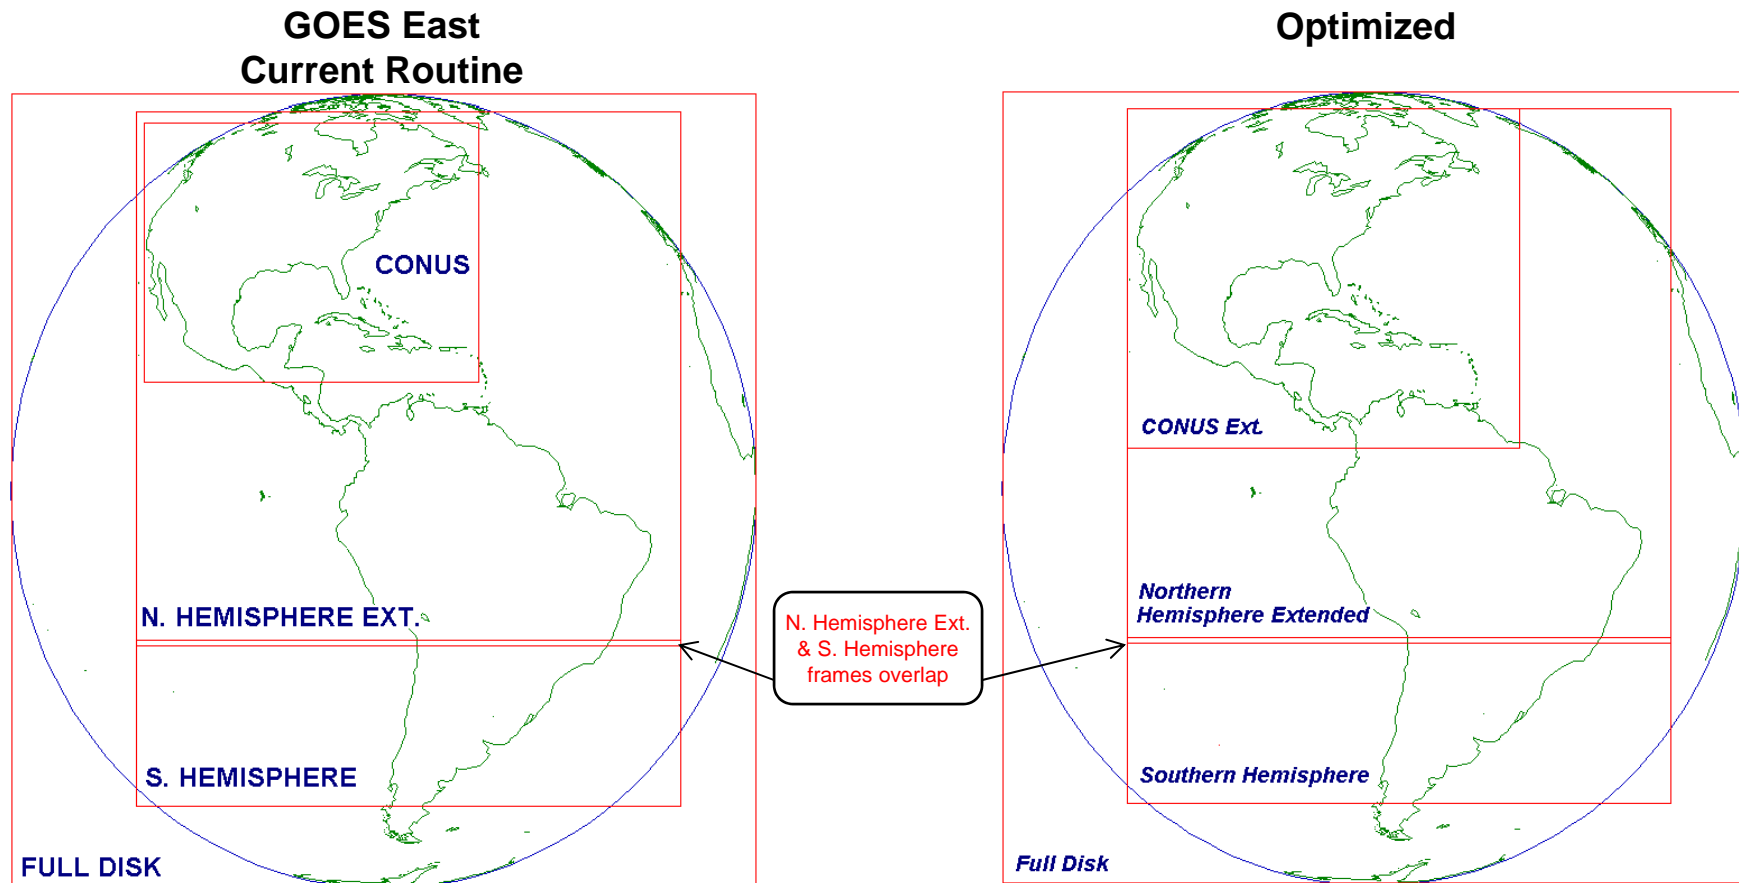 GOES East
Current Routine
Optimized
CONUS
N. HEMISPHERE EXT.
S. HEMISPHERE
FULL DISK
N. Hemisphere Ext.
& S. Hemisphere
frames overlap
CONUS Ext.
Northern
Hemisphere Extended
Southern Hemisphere
Full Disk